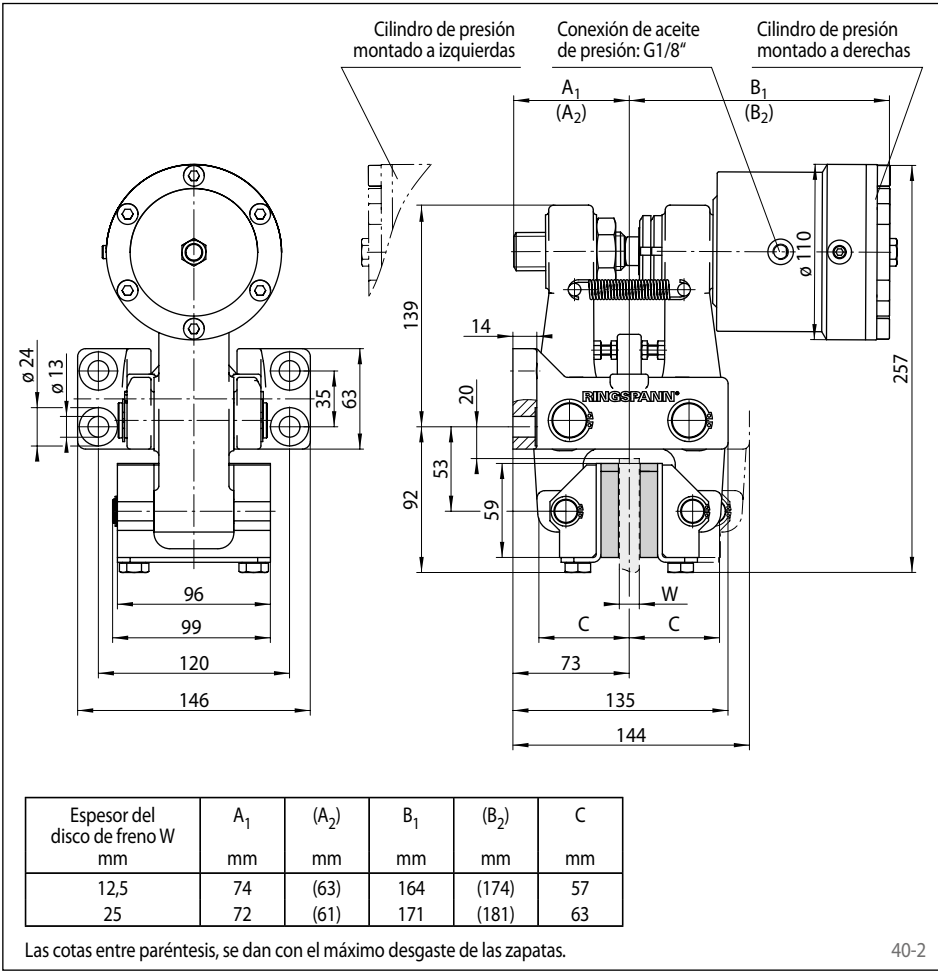 Cilindro de presión
montado a izquierdas
Conexión de aceite
de presión: G1/8“
Cilindro de presión
montado a derechas
A1
(A2)
B1
(B2)
ø 110
139
14
257
ø 24
ø 13
35
63
20
RINGSPANN®
53
92
59
96
W
99
C
C
120
73
146
135
144
Espesor del
disco de freno W
mm
A1
mm
(A2)
mm
B1
mm
(B2)
mm
C
mm
12,5 74 (63) 164 (174) 57
25 72 (61) 171 (181) 63
Las cotas entre paréntesis, se dan con el máximo desgaste de las zapatas.
40-2